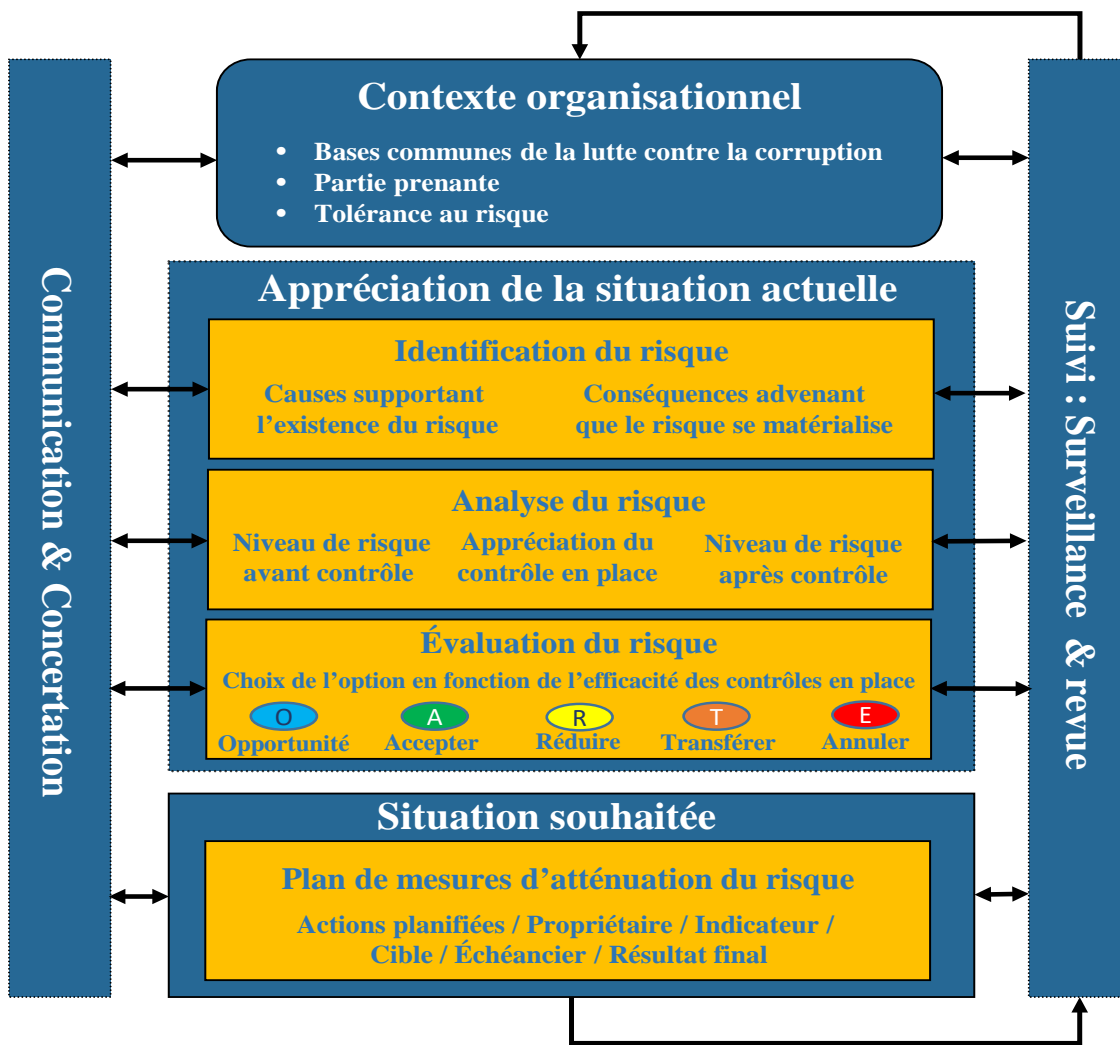 Contexte organisationnel
• Bases communes de la lutte contre la corruption
• Partie prenante
• Tolérance au risque
Communication & Concertation
Appréciation de la situation actuelle
Identification du risque
Causes supportant
l’existence du risque
Conséquences advenant
que le risque se matérialise
Analyse du risque
Niveau de risque
avant contrôle
Appréciation du
contrôle en place
Niveau de risque
après contrôle
Évaluation du risque
Choix de l’option en fonction de l’efficacité des contrôles en place
O
Opportunité
A
Accepter
R
Réduire
T
Transférer
E
Annuler
Situation souhaitée
Plan de mesures d’atténuation du risque
Actions planifiées / Propriétaire / Indicateur /
Cible / Échéancier / Résultat final
Suivi : Surveillance & revue